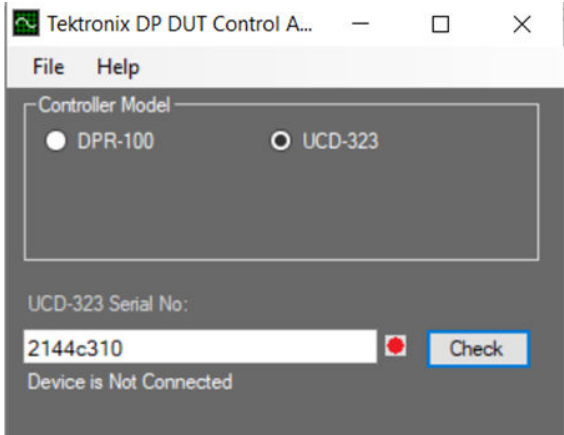 Tektronix DP DUT Control A...
File Help
Controller Model
DPR-100 UCD-323
UCD-323 Serial No:
2144c310 Check
Device is Not Connected